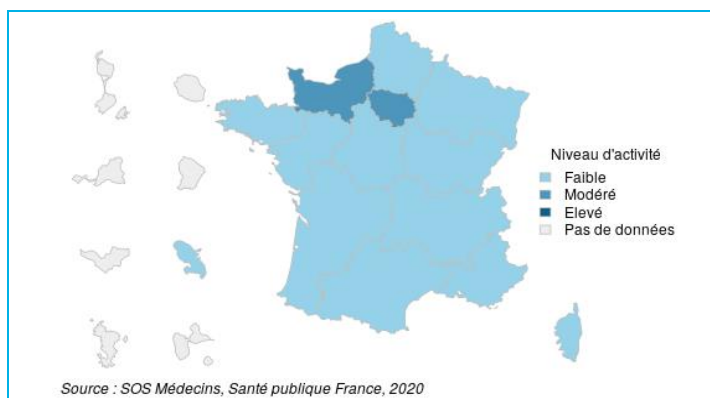 Niveau d'activité
Faible
Modéré
Elevé
Pas de données
Source : SOS Médecins, Santé publique France, 2020